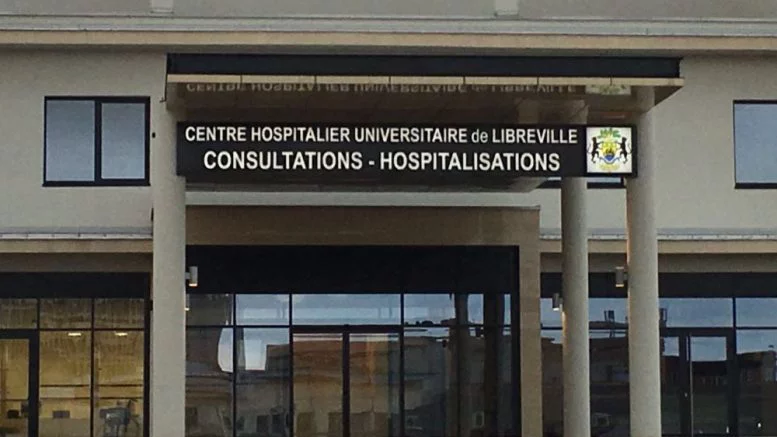 CENTRE HOSPITALIER UNIVERSITAIRE de LIBREVILLE
CONSULTATIONS - HOSPITALISATIONS